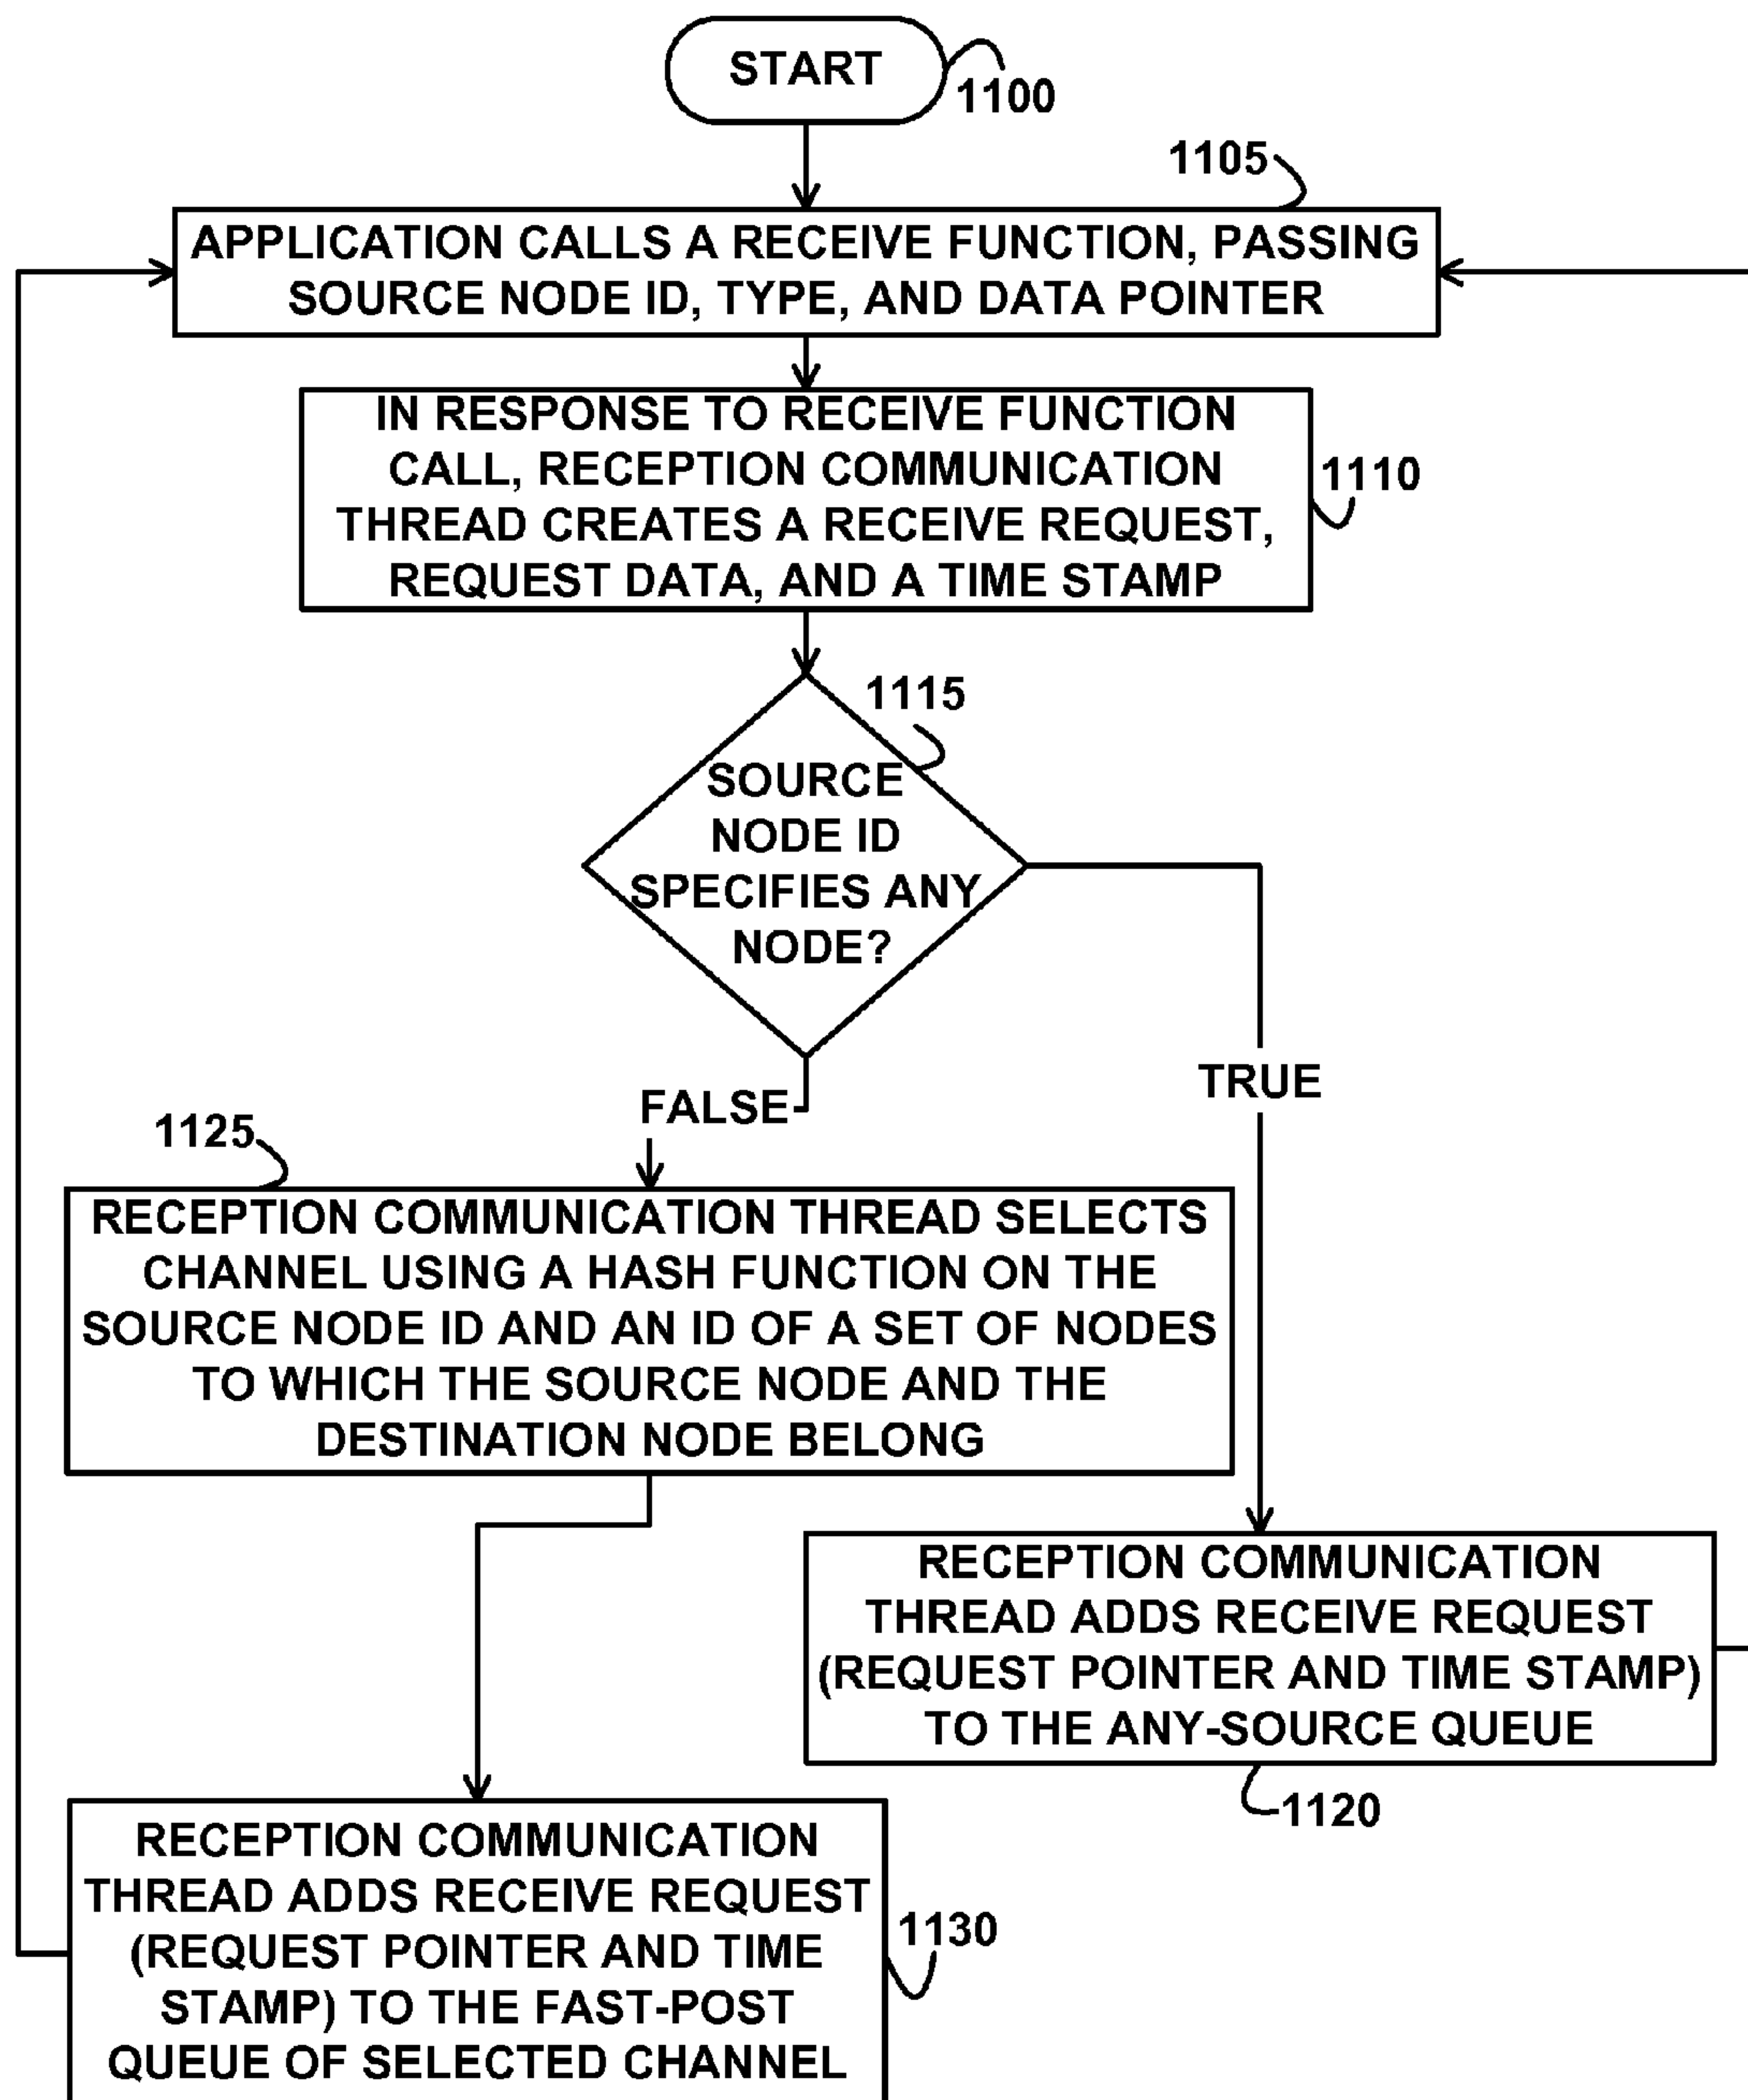 START
1100
1105
APPLICATION CALLS A RECEIVE FUNCTION, PASSING
SOURCE NODE ID, TYPE, AND DATA POINTER
IN RESPONSE TO RECEIVE FUNCTION
CALL, RECEPTION COMMUNICATION
THREAD CREATES A RECEIVE REQUEST,
REQUEST DATA, AND A TIME STAMP
1110
1115
SOURCE
NODE ID
SPECIFIES ANY
NODE?
TRUE
FALSE
1125
RECEPTION COMMUNICATION THREAD SELECTS
CHANNEL USING A HASH FUNCTION ON THE
SOURCE NODE ID AND AN ID OF A SET OF NODES
TO WHICH THE SOURCE NODE AND THE
DESTINATION NODE BELONG
RECEPTION COMMUNICATION
THREAD ADDS RECEIVE REQUEST
(REQUEST POINTER AND TIME STAMP)
TO THE ANY-SOURCE QUEUE
1120
RECEPTION COMMUNICATION
THREAD ADDS RECEIVE REQUEST
(REQUEST POINTER AND TIME
STAMP) TO THE FAST-POST
QUEUE OF SELECTED CHANNEL
1130